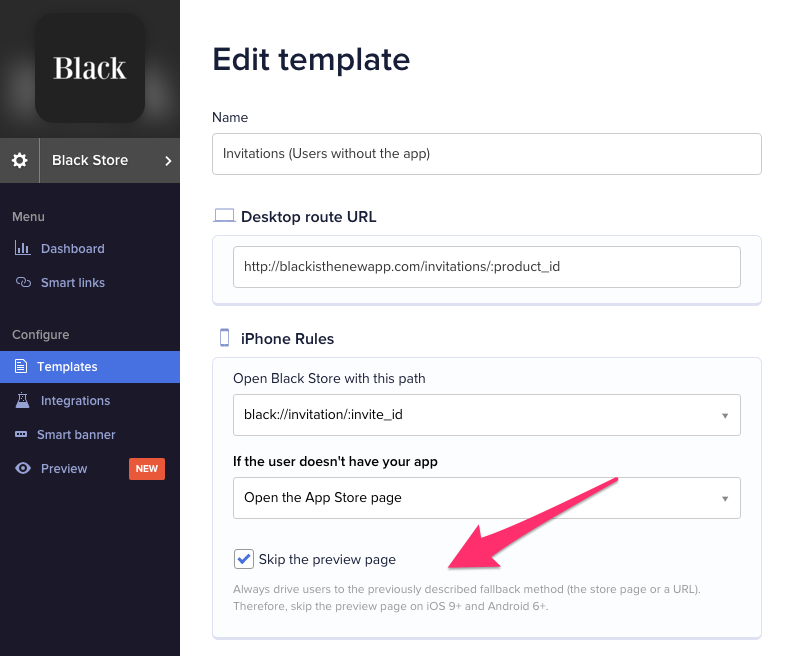 Black
Black Store
Menu
Dashboard
Smart links
Configure
Templates
Integrations
Smart banner
Preview NEW
Edit template
Name
Invitations (Users without the app)
Desktop route URL
http://blackisthenewapp.com/invitations/:product_id
iPhone Rules
Open Black Store with this path
black://invitation/:invite_id
If the user doesn't have your app
Open the App Store page
Skip the preview page
Always drive users to the previously described fallback method (the store page or a URL).
Therefore, skip the preview page on iOS 9+ and Android 6+.